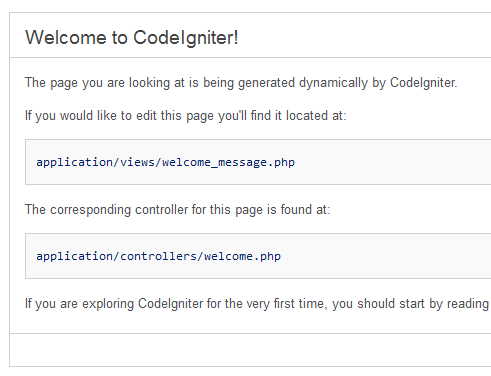 Welcome to CodeIgniter!
The page you are looking at is being generated dynamically by CodeIgniter.
If you would like to edit this page you'll find it located at:
application/views/welcome_message.php
The corresponding controller for this page is found at:
application/controllers/welcome.php
If you are exploring CodeIgniter for the very first time, you should start by reading